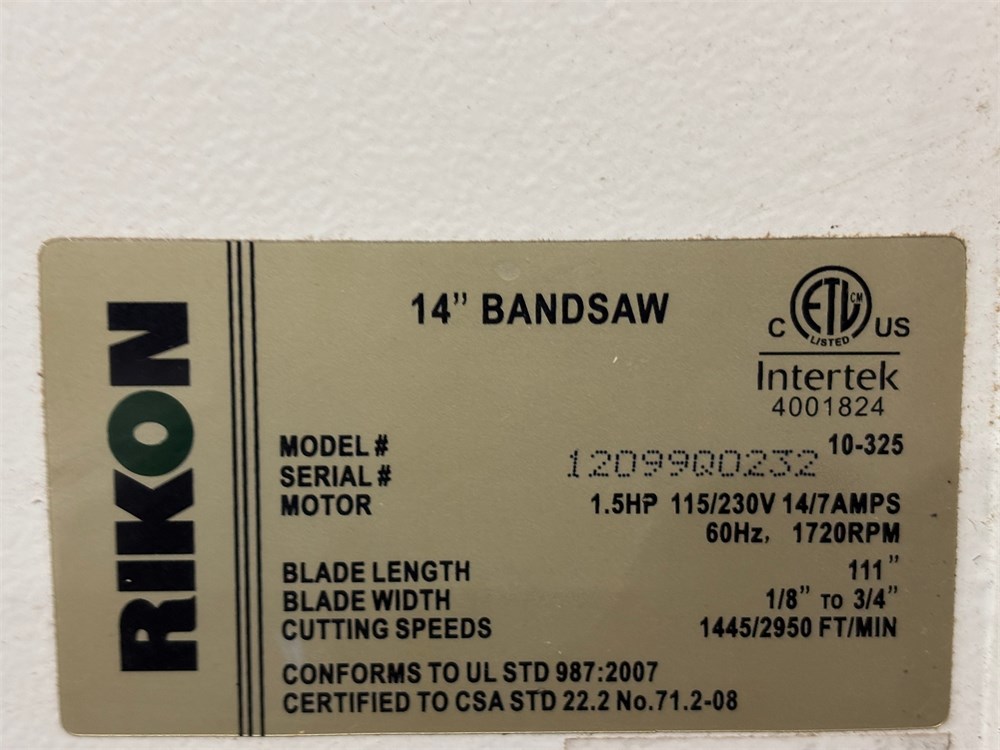 RIKON
14” BANDSAW
C ETL CM LISTED US
Intertek
4001824
MODEL # 10-325
SERIAL # 12099Q0232
MOTOR 1.5HP 115/230V 14/7AMPS
60Hz, 1720RPM
BLADE LENGTH 111”
BLADE WIDTH 1/8” TO 3/4”
CUTTING SPEEDS 1445/2950 FT/MIN
CONFORMS TO UL STD 987:2007
CERTIFIED TO CSA STD 22.2 No.71.2-08